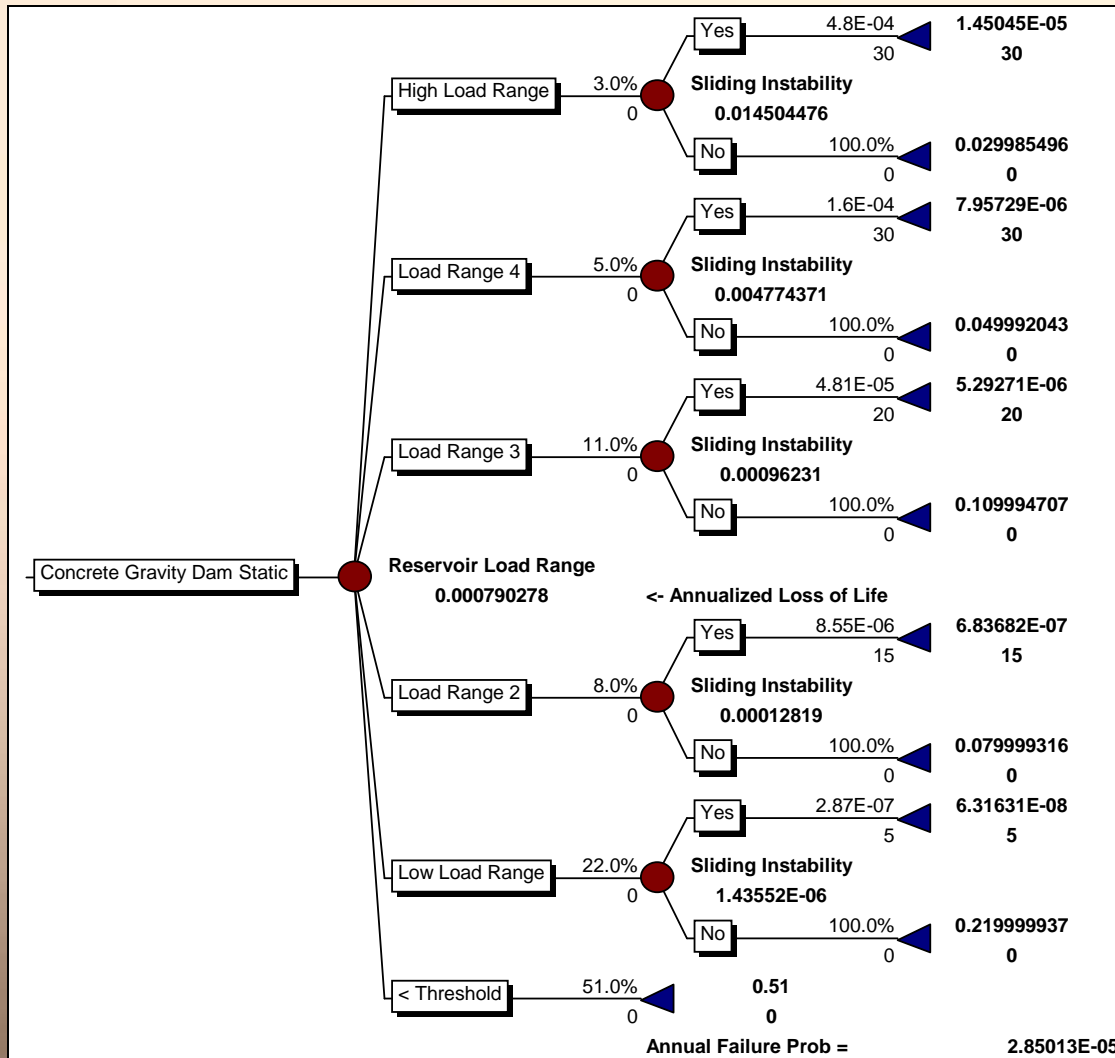 Yes 4.8E-04 1.45045E-05
30 30
High Load Range 3.0% Sliding Instability
0 0.014504476
No 100.0% 0.029985496
0 0
Yes 1.6E-04 7.95729E-06
30 30
Load Range 4 5.0% Sliding Instability
0 0.004774371
No 100.0% 0.049992043
0 0
Yes 4.81E-05 5.29271E-06
20 20
Load Range 3 11.0% Sliding Instability
0 0.00096231
No 100.0% 0.109994707
0 0
Concrete Gravity Dam Static Reservoir Load Range
0.000790278 <- Annualized Loss of Life
Yes 8.55E-06 6.83682E-07
15 15
Load Range 2 8.0% Sliding Instability
0 0.00012819
No 100.0% 0.079999316
0 0
Yes 2.87E-07 6.31631E-08
5 5
Low Load Range 22.0% Sliding Instability
0 1.43552E-06
No 100.0% 0.219999937
0 0
< Threshold 51.0% 0.51
0 0
Annual Failure Prob = 2.85013E-05